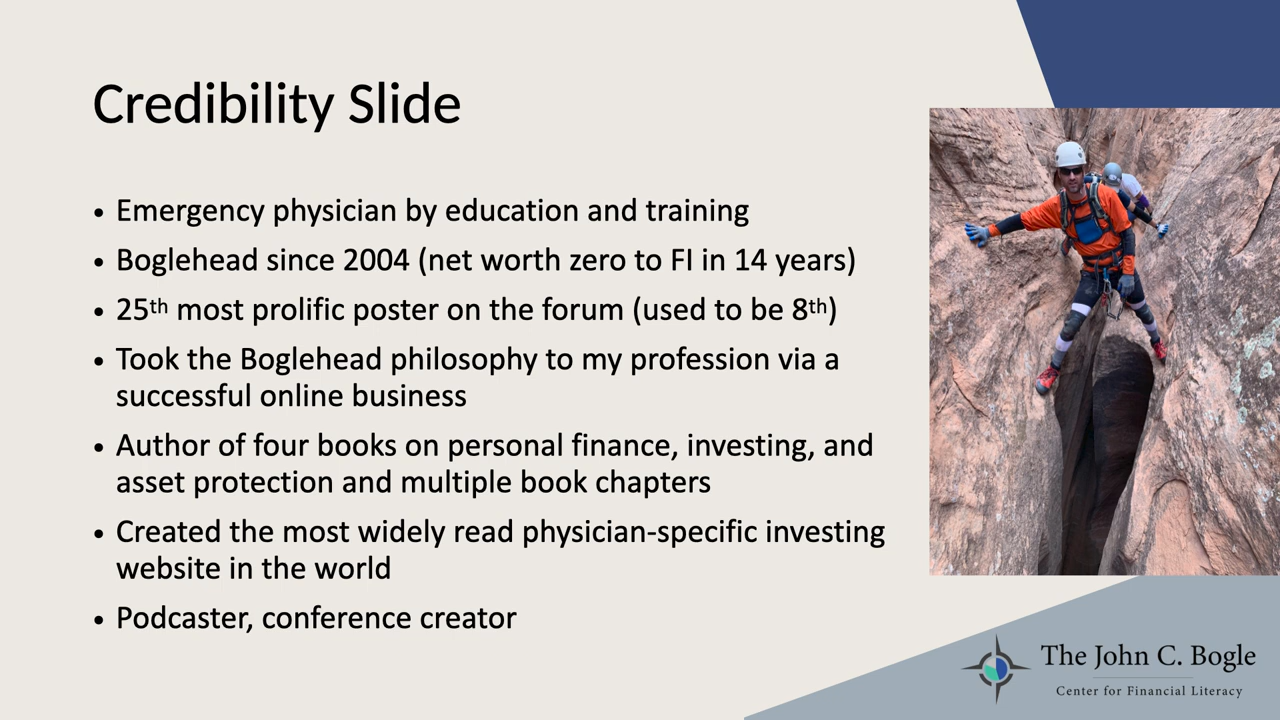 Credibility Slide
• Emergency physician by education and training
• Boglehead since 2004 (net worth zero to FI in 14 years)
• 25th most prolific poster on the forum (used to be 8th)
• Took the Boglehead philosophy to my profession via a
successful online business
• Author of four books on personal finance, investing, and
asset protection and multiple book chapters
• Created the most widely read physician-specific investing
website in the world
• Podcaster, conference creator
The John C. Bogle
Center for Financial Literacy